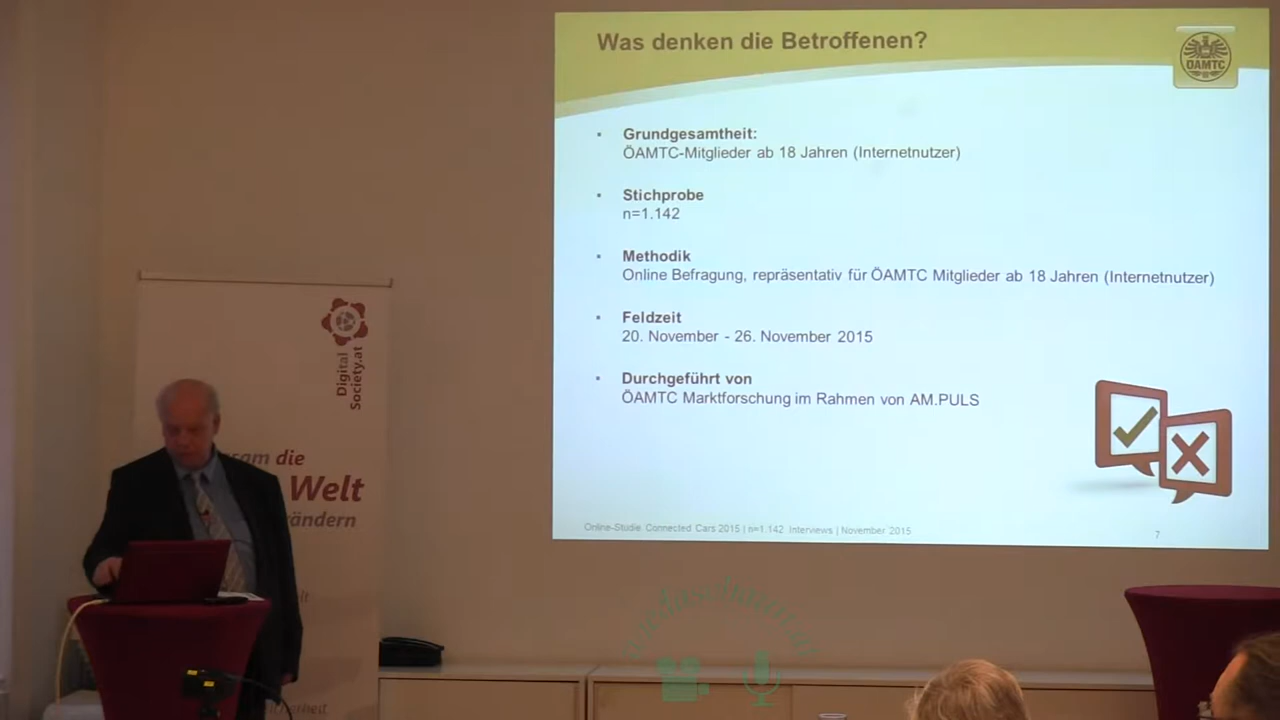 Was denken die Betroffenen?
ÖAMTC
Grundgesamtheit:
ÖAMTC-Mitglieder ab 18 Jahren (Internetnutzer)
Stichprobe
n=1.142
Methodik
Online Befragung, repräsentativ für ÖAMTC Mitglieder ab 18 Jahren (Internetnutzer)
Feldzeit
20. November - 26. November 2015
Durchgeführt von
ÖAMTC Marktforschung im Rahmen von AM.PULS
Online-Studie Connected Cars 2015 | n=1.142 Interviews | November 2015
7
Digital
Society.at
die
Welt